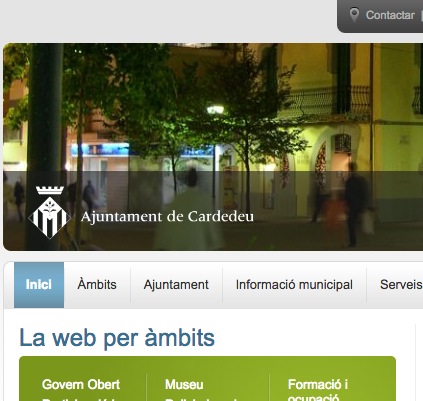 Contactar
Ajuntament de Cardedeu
Inici Àmbits Ajuntament Informació municipal Serveis
La web per àmbits
Govern Obert Museu Formació i
ocupació